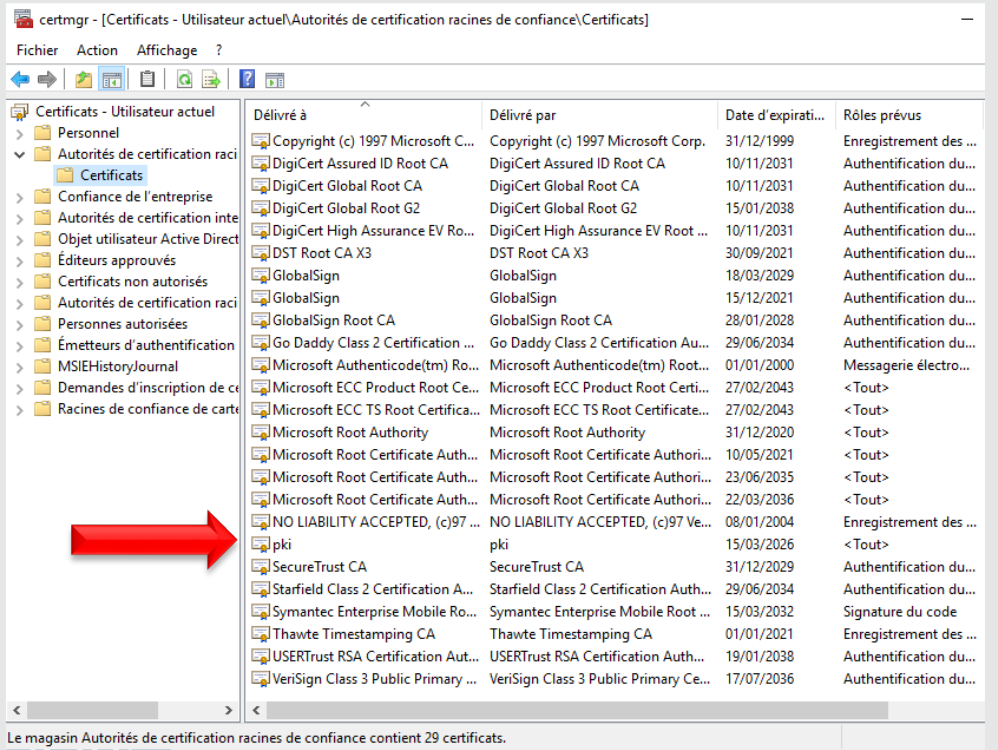 certmgr - [Certificats - Utilisateur actuel\Autorités de certification racines de confiance\Certificats]
Fichier Action Affichage ?
Certificats - Utilisateur actuel
Personnel
Autorités de certification raci
Certificats
Confiance de l'entreprise
Autorités de certification inte
Objet utilisateur Active Direct
Éditeurs approuvés
Certificats non autorisés
Autorités de certification raci
Personnes autorisées
Émetteurs d'authentification
MSIEHistoryJournal
Demandes d'inscription de ce
Racines de confiance de carte
Délivré à Délivré par Date d'expirati... Rôles prévus
Copyright (c) 1997 Microsoft C... Copyright (c) 1997 Microsoft Corp. 31/12/1999 Enregistrement des ...
DigiCert Assured ID Root CA DigiCert Assured ID Root CA 10/11/2031 Authentification du...
DigiCert Global Root CA DigiCert Global Root CA 10/11/2031 Authentification du...
DigiCert Global Root G2 DigiCert Global Root G2 15/01/2038 Authentification du...
DigiCert High Assurance EV Ro... DigiCert High Assurance EV Root ... 10/11/2031 Authentification du...
DST Root CA X3 DST Root CA X3 30/09/2021 Authentification du...
GlobalSign GlobalSign 18/03/2029 Authentification du...
GlobalSign GlobalSign 15/12/2021 Authentification du...
GlobalSign Root CA GlobalSign Root CA 28/01/2028 Authentification du...
Go Daddy Class 2 Certification ... Go Daddy Class 2 Certification Au... 29/06/2034 Authentification du...
Microsoft Authenticode(tm) Ro... Microsoft Authenticode(tm) Root... 01/01/2000 Messagerie électro...
Microsoft ECC Product Root Ce... Microsoft ECC Product Root Certi... 27/02/2043 <Tout>
Microsoft ECC TS Root Certifica... Microsoft ECC TS Root Certificate... 27/02/2043 <Tout>
Microsoft Root Authority Microsoft Root Authority 31/12/2020 <Tout>
Microsoft Root Certificate Auth... Microsoft Root Certificate Authori... 10/05/2021 <Tout>
Microsoft Root Certificate Auth... Microsoft Root Certificate Authori... 23/06/2035 <Tout>
Microsoft Root Certificate Auth... Microsoft Root Certificate Authori... 22/03/2036 <Tout>
NO LIABILITY ACCEPTED, (c)97 ... NO LIABILITY ACCEPTED, (c)97 Ve... 08/01/2004 Enregistrement des ...
pki pki 15/03/2026 <Tout>
SecureTrust CA SecureTrust CA 31/12/2029 Authentification du...
Starfield Class 2 Certification A... Starfield Class 2 Certification Auth... 29/06/2034 Authentification du...
Symantec Enterprise Mobile Ro... Symantec Enterprise Mobile Root ... 15/03/2032 Signature du code
Thawte Timestamping CA Thawte Timestamping CA 01/01/2021 Enregistrement des ...
USERTrust RSA Certification Aut... USERTrust RSA Certification Auth... 19/01/2038 Authentification du...
VeriSign Class 3 Public Primary ... VeriSign Class 3 Public Primary Ce... 17/07/2036 Authentification du...
Le magasin Autorités de certification racines de confiance contient 29 certificats.